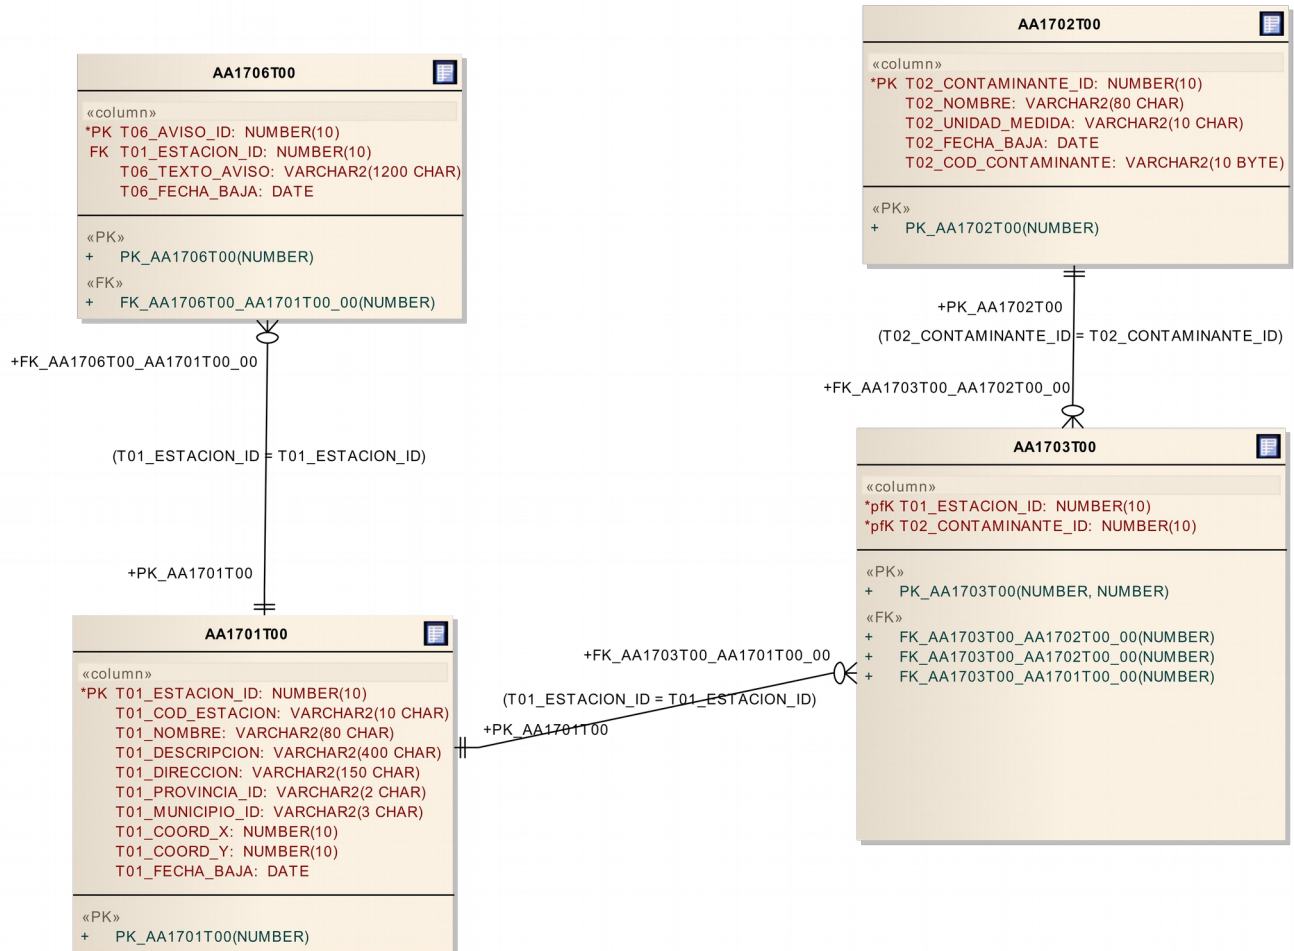 AA1706T00
«column»
*PK T06_AVISO_ID: NUMBER(10)
FK T01_ESTACION_ID: NUMBER(10)
T06_TEXTO_AVISO: VARCHAR2(1200 CHAR)
T06_FECHA_BAJA: DATE
«PK»
+ PK_AA1706T00(NUMBER)
«FK»
+ FK_AA1706T00_AA1701T00_00(NUMBER)
+FK_AA1706T00_AA1701T00_00
(T01_ESTACION_ID = T01_ESTACION_ID)
+PK_AA1701T00
AA1701T00
«column»
*PK T01_ESTACION_ID: NUMBER(10)
T01_COD_ESTACION: VARCHAR2(10 CHAR)
T01_NOMBRE: VARCHAR2(80 CHAR)
T01_DESCRIPCION: VARCHAR2(400 CHAR)
T01_DIRECCION: VARCHAR2(150 CHAR)
T01_PROVINCIA_ID: VARCHAR2(2 CHAR)
T01_MUNICIPIO_ID: VARCHAR2(3 CHAR)
T01_COORD_X: NUMBER(10)
T01_COORD_Y: NUMBER(10)
T01_FECHA_BAJA: DATE
«PK»
+ PK_AA1701T00(NUMBER)
AA1702T00
«column»
*PK T02_CONTAMINANTE_ID: NUMBER(10)
T02_NOMBRE: VARCHAR2(80 CHAR)
T02_UNIDAD_MEDIDA: VARCHAR2(10 CHAR)
T02_FECHA_BAJA: DATE
T02_COD_CONTAMINANTE: VARCHAR2(10 BYTE)
«PK»
+ PK_AA1702T00(NUMBER)
+PK_AA1702T00
(T02_CONTAMINANTE_ID = T02_CONTAMINANTE_ID)
+FK_AA1703T00_AA1702T00_00
AA1703T00
«column»
*pfK T01_ESTACION_ID: NUMBER(10)
*pfK T02_CONTAMINANTE_ID: NUMBER(10)
«PK»
+ PK_AA1703T00(NUMBER, NUMBER)
«FK»
+ FK_AA1703T00_AA1702T00_00(NUMBER)
+ FK_AA1703T00_AA1702T00_00(NUMBER)
+ FK_AA1703T00_AA1701T00_00(NUMBER)
+FK_AA1703T00_AA1701T00_00
(T01_ESTACION_ID = T01_ESTACION_ID)
+PK_AA1701T00